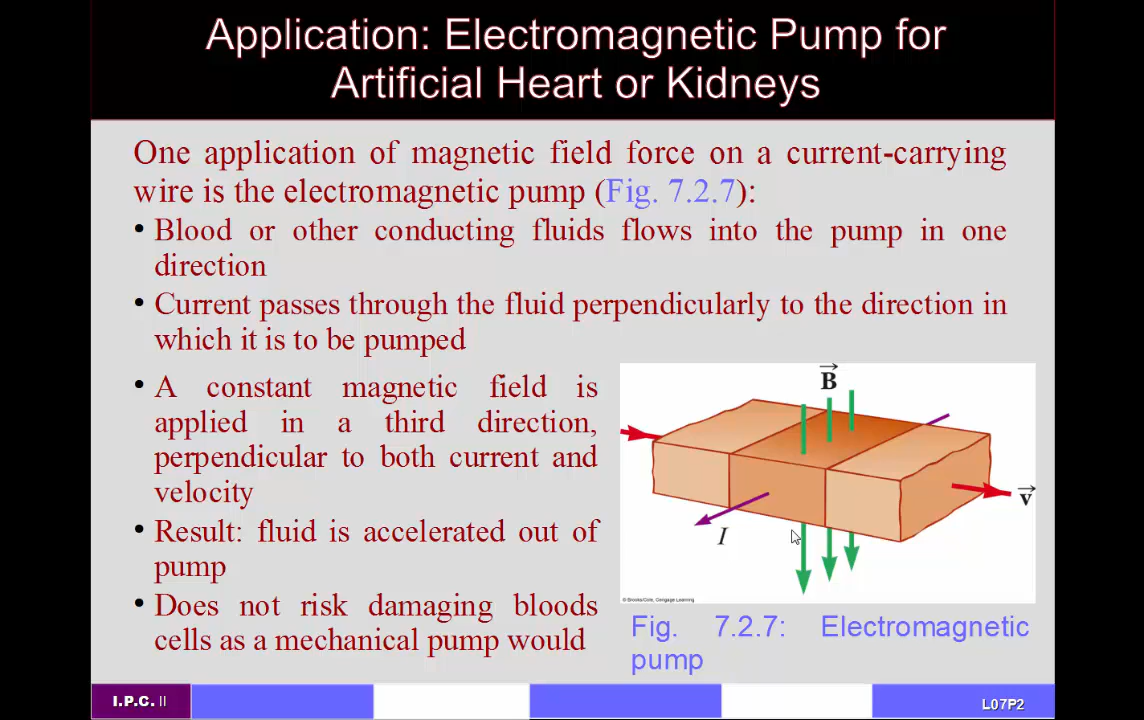 Application: Electromagnetic Pump for
Artificial Heart or Kidneys
One application of magnetic field force on a current-carrying
wire is the electromagnetic pump (Fig. 7.2.7):
• Blood or other conducting fluids flows into the pump in one
direction
• Current passes through the fluid perpendicularly to the direction in
which it is to be pumped
• A constant magnetic field is
applied in a third direction,
perpendicular to both current and
velocity
• Result: fluid is accelerated out of
pump
• Does not risk damaging bloods
cells as a mechanical pump would
B
v
I
© Brooks/Cole, Cengage Learning
Fig. 7.2.7: Electromagnetic
pump
I.P.C. II
L07P2